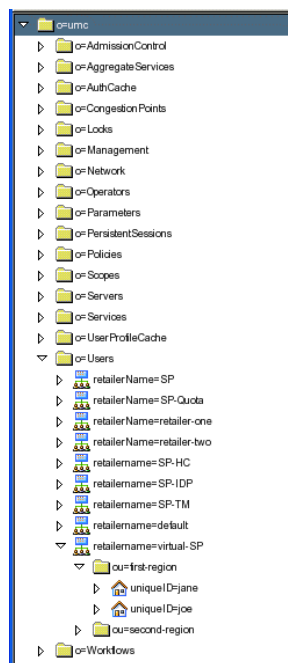 o=umc
o=AdmissionControl
o=AggregateServices
o=AuthCache
o=CongestionPoints
o=Locks
o=Management
o=Network
o=Operators
o=Parameters
o=PersistentSessions
o=Policies
o=Scopes
o=Servers
o=Services
o=UserProfileCache
o=Users
retailerName=SP
retailerName=SP-Quota
retailerName=retailer-one
retailerName=retailer-two
retailername=SP-HC
retailername=SP-IDP
retailername=SP-TM
retailername=default
retailername=virtual-SP
ou=first-region
uniqueID=jane
uniqueID=joe
ou=second-region
o=Workflows